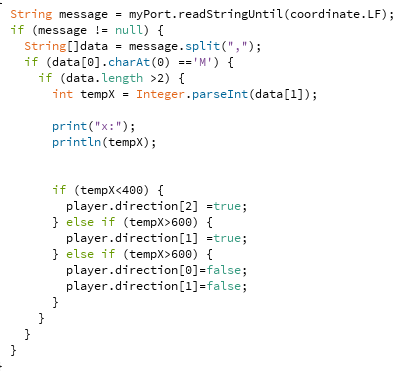 String message = myPort.readStringUntil(coordinate.LF);
if (message != null) {
String[]data = message.split(",");
if (data[0].charAt(0) =='M') {
if (data.length >2) {
int tempX = Integer.parseInt(data[1]);
print("x:");
println(tempX);
if (tempX<400) {
player.direction[2] =true;
} else if (tempX>600) {
player.direction[1] =true;
} else if (tempX>600) {
player.direction[0]=false;
player.direction[1]=false;
}
}
}
}